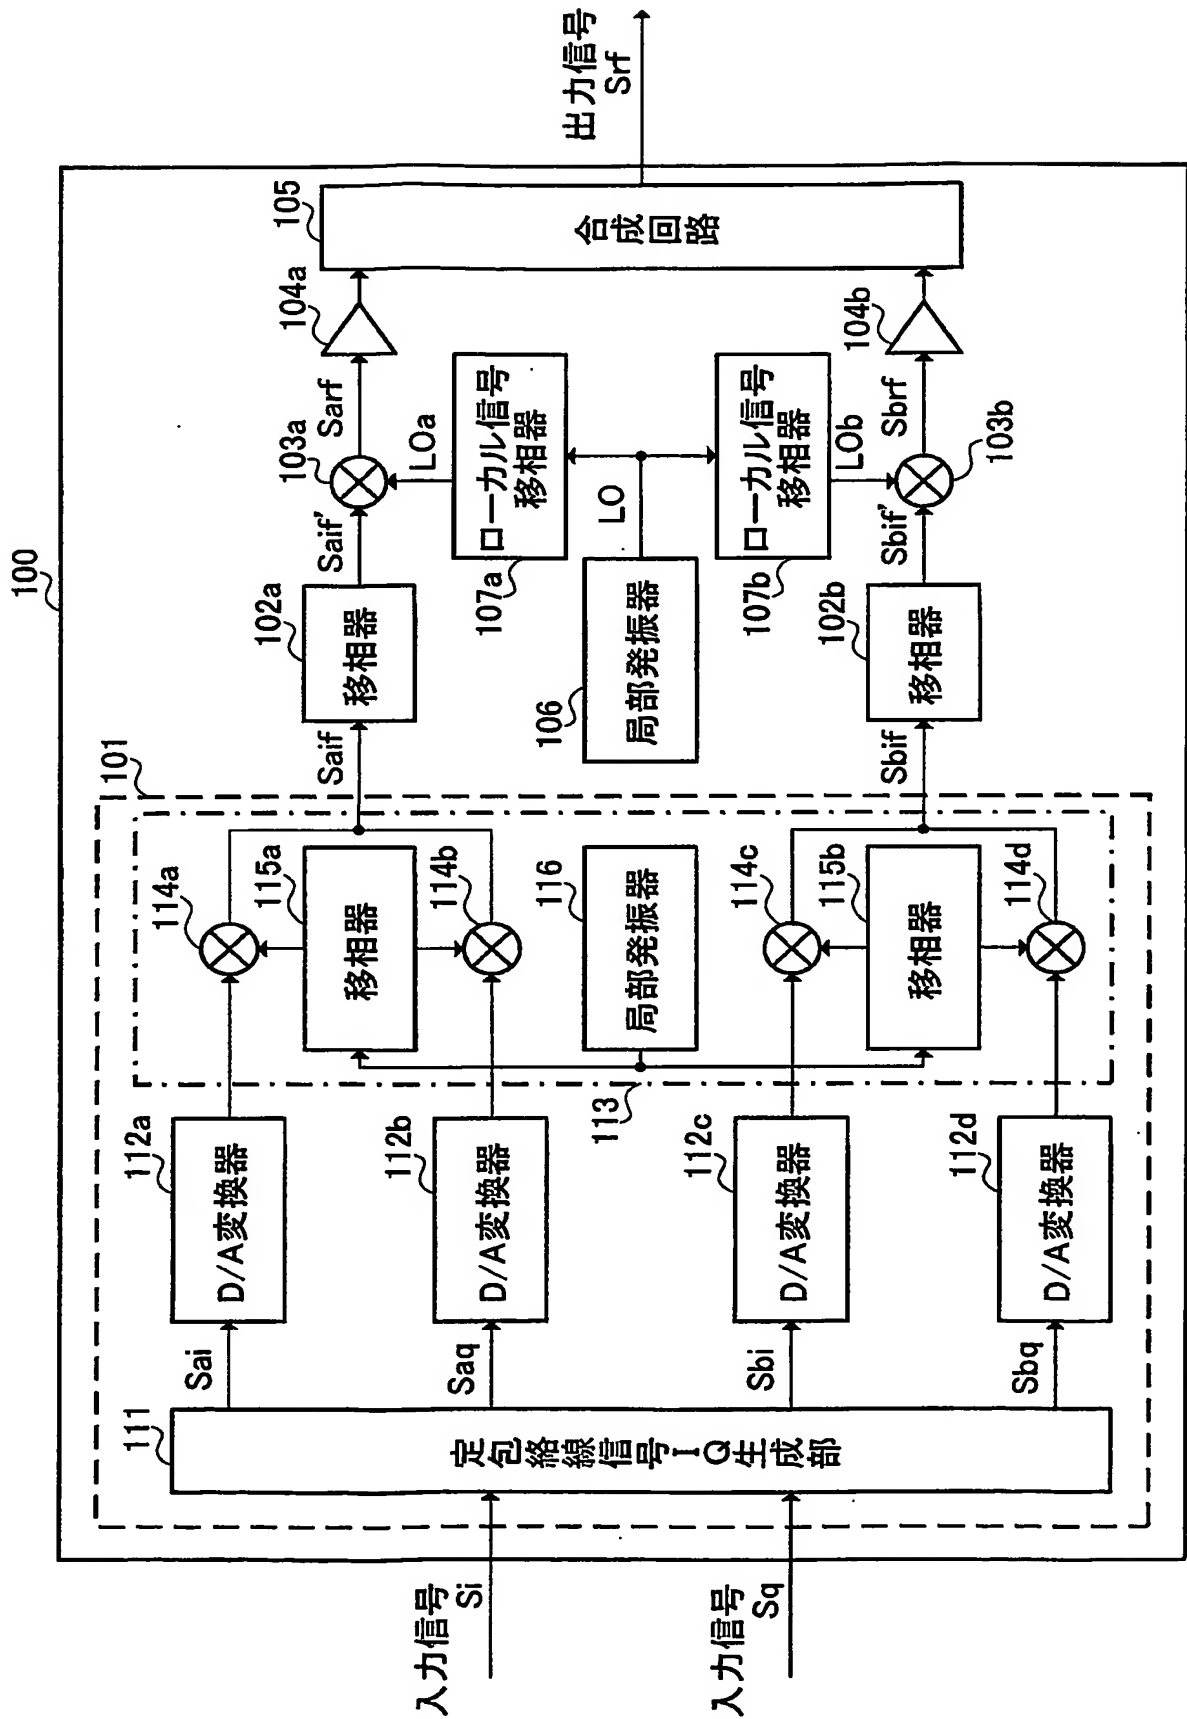 100
入力信号
Si
入力信号
Sq
101
111
定包絡線信号IQ生成部
Sai
Saq
Sbi
Sbq
112a
D/A変換器
112b
D/A変換器
112c
D/A変換器
112d
D/A変換器
113
114a
115a
移相器
114b
116
局部発振器
114c
115b
移相器
114d
Saif
102a
移相器
Saif'
103a
Sarf
104a
LOa
ローカル信号
移相器
107a
106
局部発振器
LO
ローカル信号
移相器
107b
LOb
Sbif
102b
移相器
Sbif'
103b
Sbrf
104b
105
合成回路
出力信号
Srf